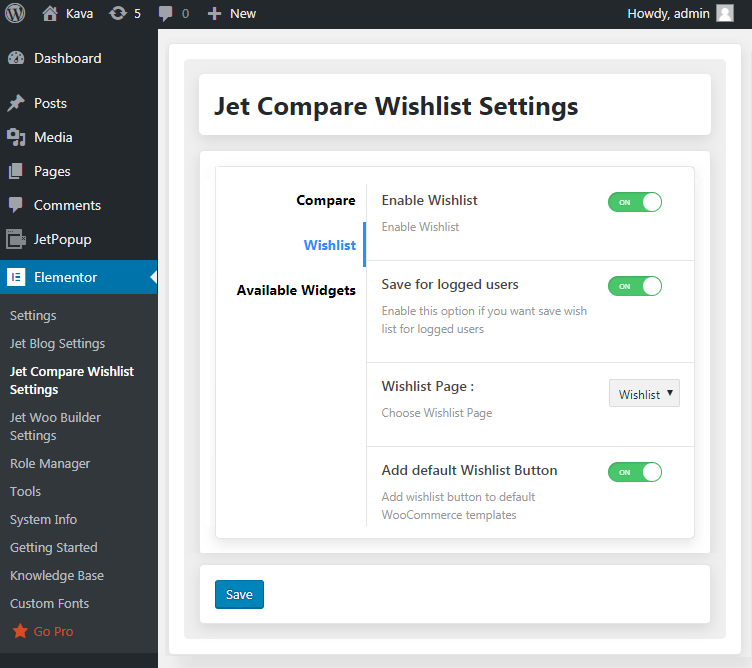 Kava 5 0 New Howdy, admin
Dashboard
Posts
Media
Pages
Comments
JetPopup
Elementor
Settings
Jet Blog Settings
Jet Compare Wishlist
Settings
Jet Woo Builder
Settings
Role Manager
Tools
System Info
Getting Started
Knowledge Base
Custom Fonts
Go Pro
Jet Compare Wishlist Settings
Compare
Wishlist
Available Widgets
Enable Wishlist
ON
Enable Wishlist
Save for logged users
ON
Enable this option if you want save wish
list for logged users
Wishlist Page :
Wishlist
Choose Wishlist Page
Add default Wishlist Button
ON
Add wishlist button to default
WooCommerce templates
Save